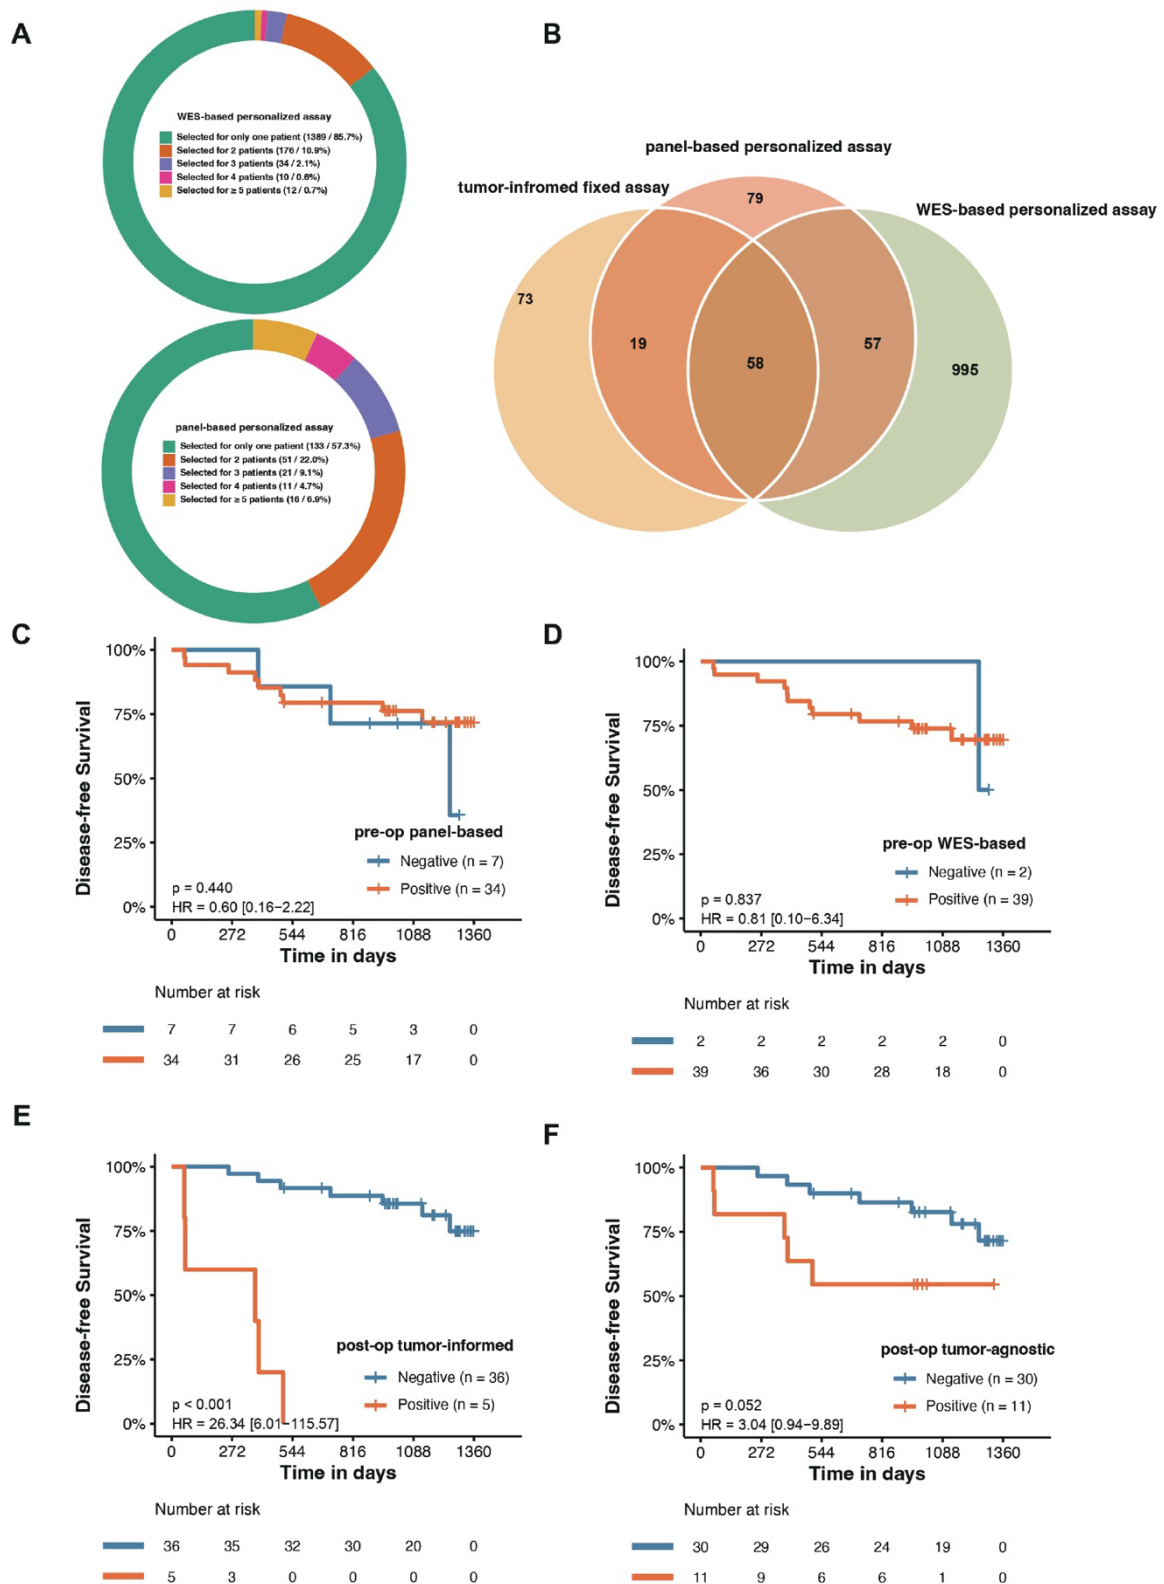 A
WES-based personalized assay
Selected for only one patient (1389 / 85.7%)
Selected for 2 patients (176 / 10.9%)
Selected for 3 patients (34 / 2.1%)
Selected for 4 patients (10 / 0.6%)
Selected for ≥ 5 patients (12 / 0.7%)
panel-based personalized assay
Selected for only one patient (133 / 57.3%)
Selected for 2 patients (51 / 22.0%)
Selected for 3 patients (21 / 9.1%)
Selected for 4 patients (11 / 4.7%)
Selected for ≥ 5 patients (16 / 6.9%)
B
panel-based personalized assay
tumor-infromed fixed assay
WES-based personalized assay
79
73
19
58
57
995
C
Disease-free Survival
100%
75%
50%
25%
0%
pre-op panel-based
Negative (n = 7)
Positive (n = 34)
p = 0.440
HR = 0.60 [0.16−2.22]
0 272 544 816 1088 1360
Time in days
Number at risk
7 7 6 5 3 0
34 31 26 25 17 0
D
Disease-free Survival
100%
75%
50%
25%
0%
pre-op WES-based
Negative (n = 2)
Positive (n = 39)
p = 0.837
HR = 0.81 [0.10−6.34]
0 272 544 816 1088 1360
Time in days
Number at risk
2 2 2 2 2 0
39 36 30 28 18 0
E
Disease-free Survival
100%
75%
50%
25%
0%
post-op tumor-informed
Negative (n = 36)
Positive (n = 5)
p < 0.001
HR = 26.34 [6.01−115.57]
0 272 544 816 1088 1360
Time in days
Number at risk
36 35 32 30 20 0
5 3 0 0 0 0
F
Disease-free Survival
100%
75%
50%
25%
0%
post-op tumor-agnostic
Negative (n = 30)
Positive (n = 11)
p = 0.052
HR = 3.04 [0.94−9.89]
0 272 544 816 1088 1360
Time in days
Number at risk
30 29 26 24 19 0
11 9 6 6 1 0